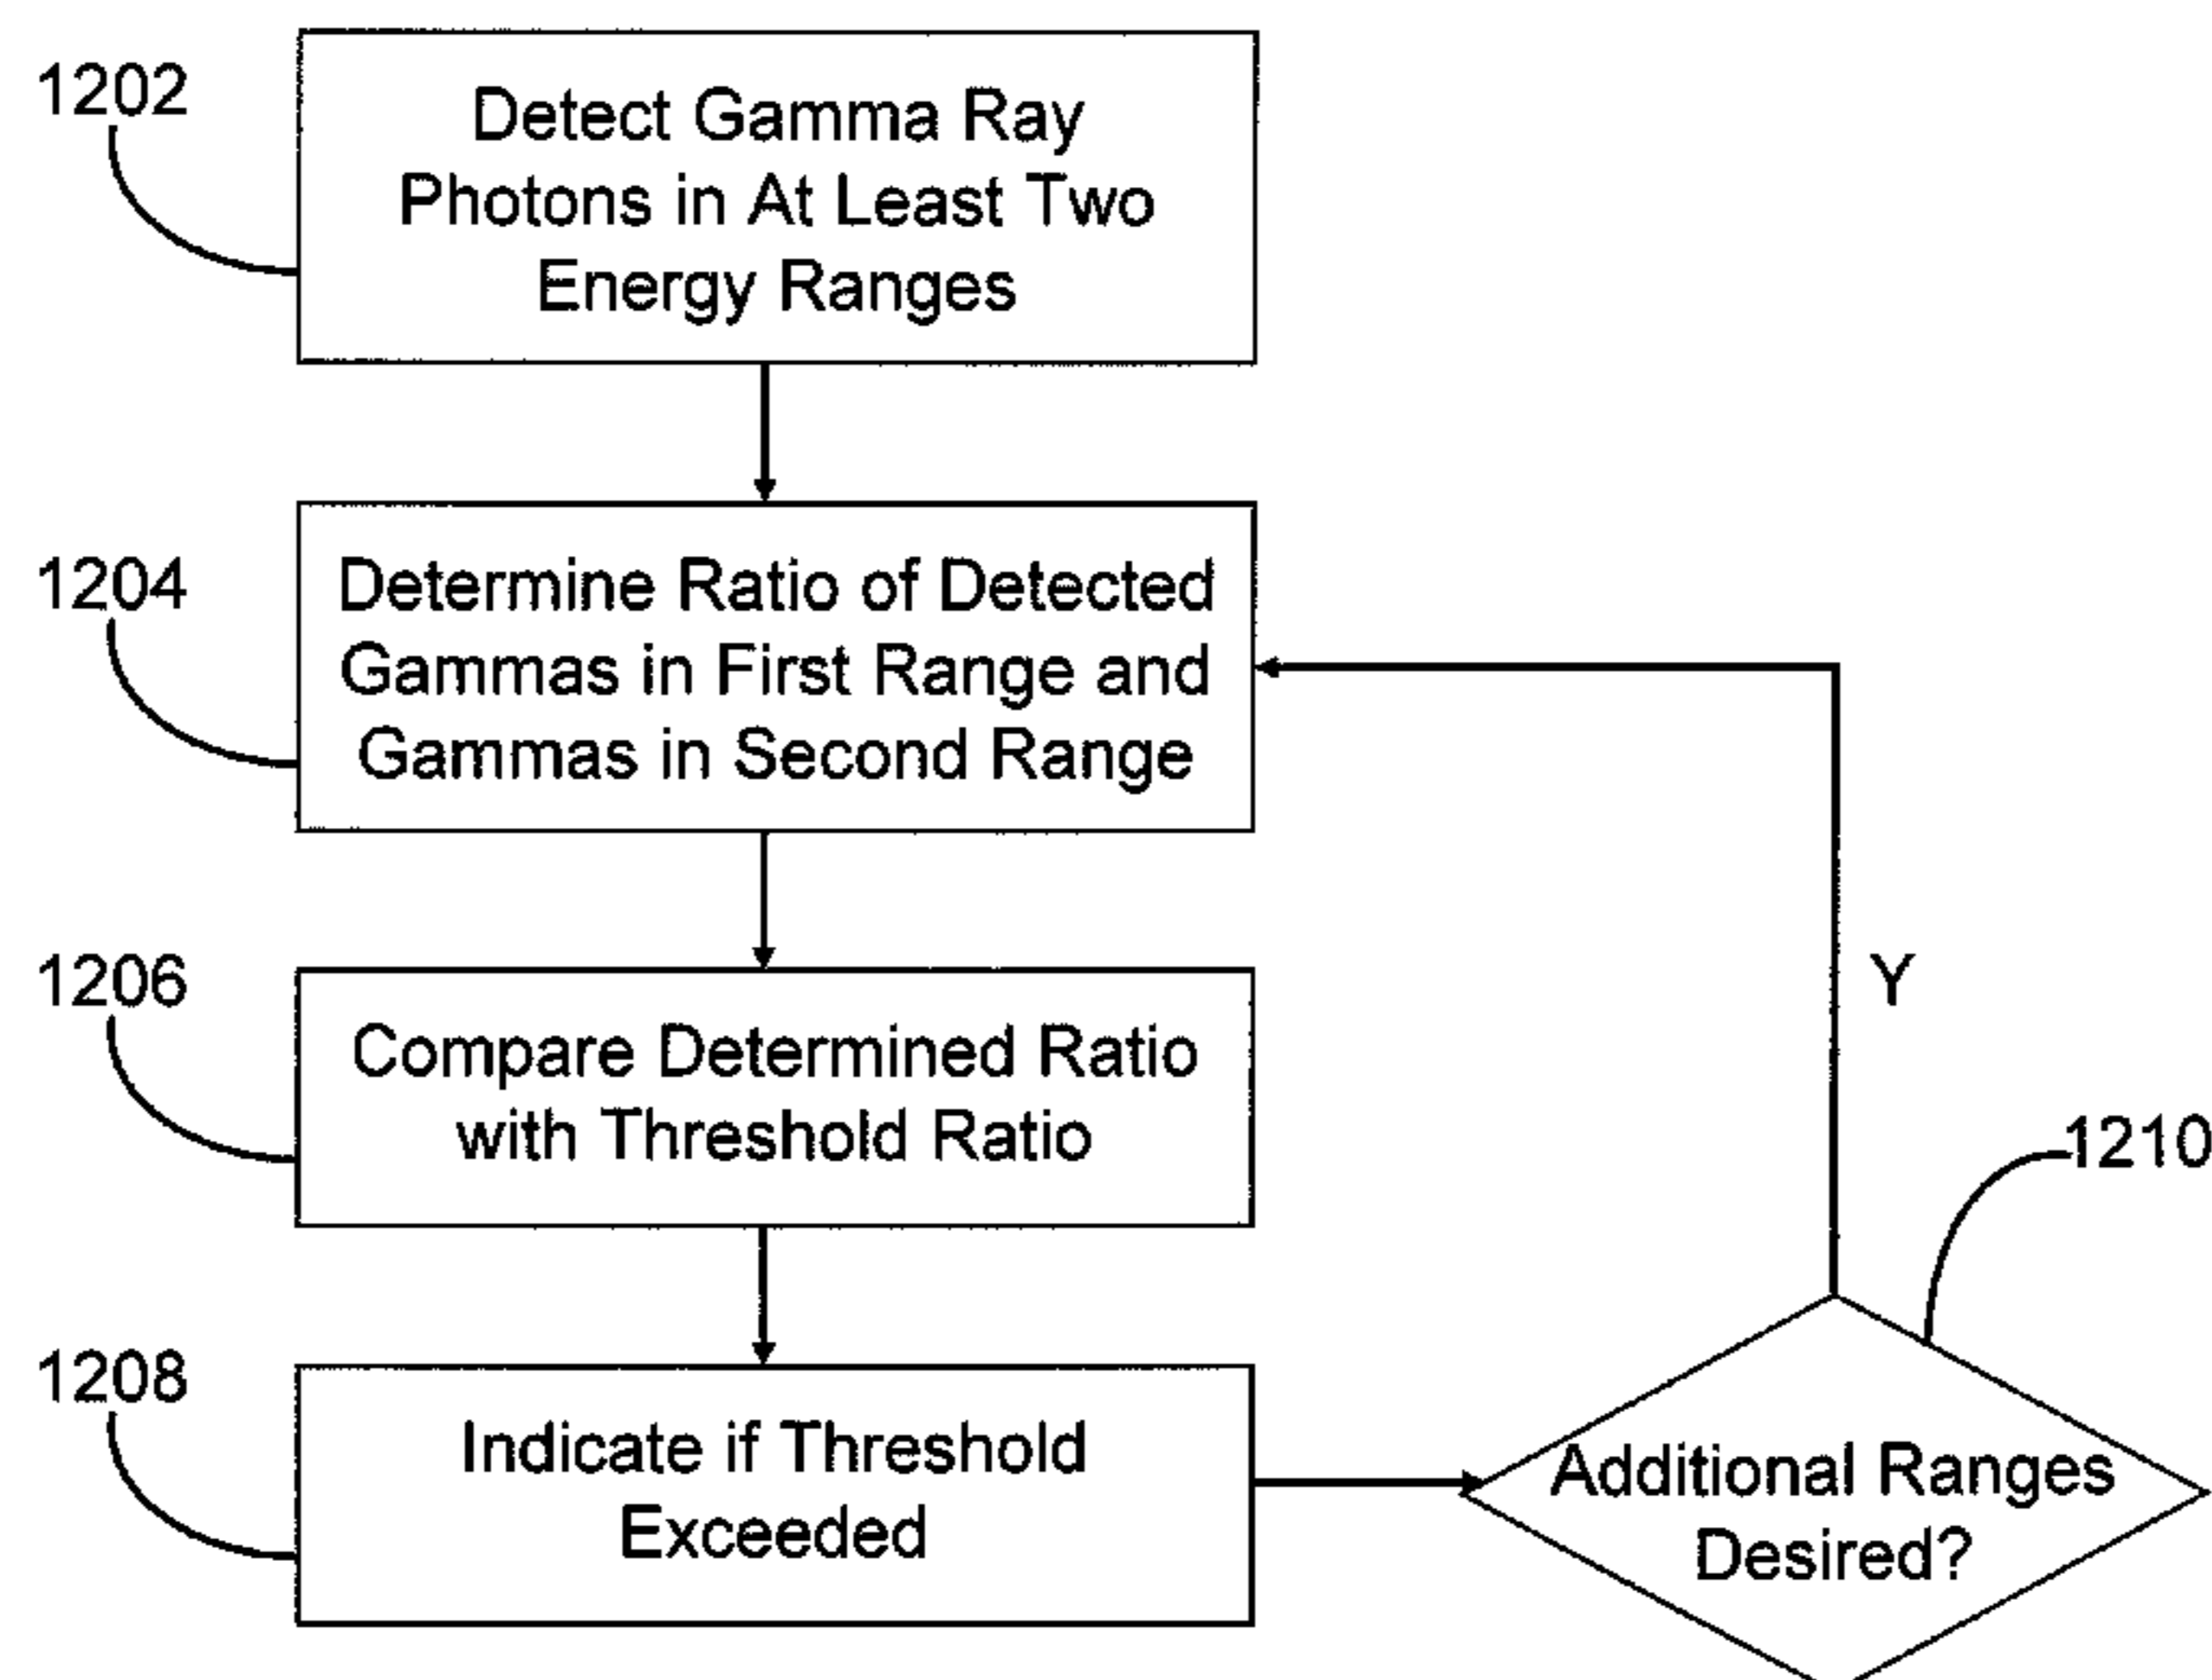 1202
Detect Gamma Ray
Photons in At Least Two
Energy Ranges
1204
Determine Ratio of Detected
Gammas in First Range and
Gammas in Second Range
1206
Compare Determined Ratio
with Threshold Ratio
Y
1210
1208
Indicate if Threshold
Exceeded
Additional Ranges
Desired?